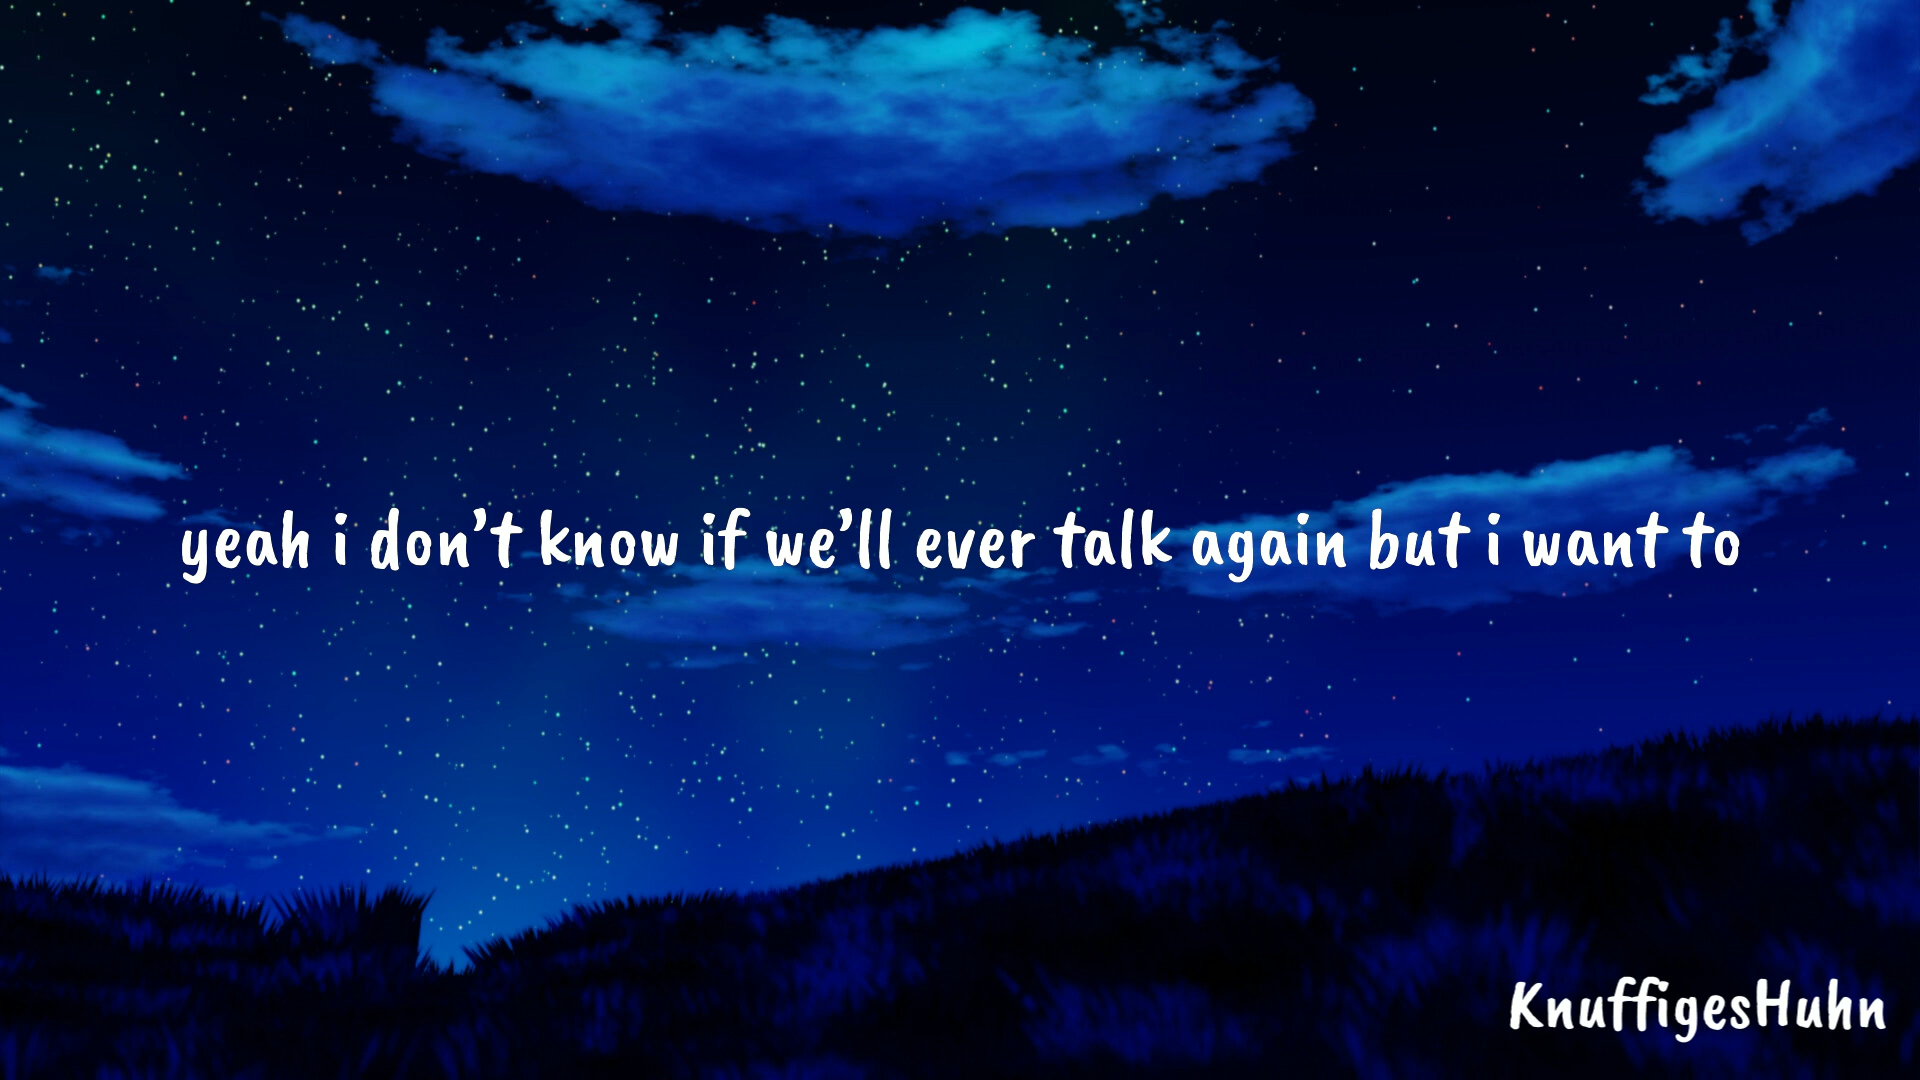 yeah i don’t know if we’ll ever talk again but i want to
KnuffigesHuhn